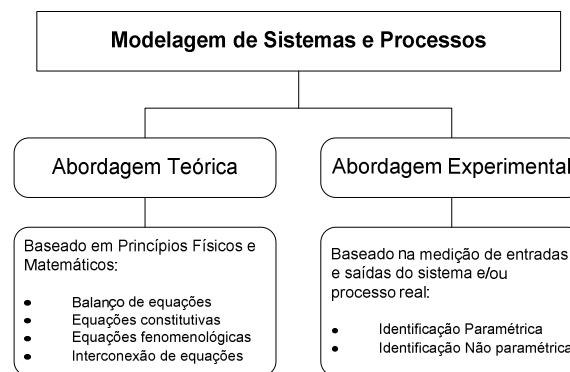 Modelagem de Sistemas e Processos
Abordagem Teórica
Abordagem Experimental
Baseado em Princípios Físicos e
Matemáticos:
● Balanço de equações
● Equações constitutivas
● Equações fenomenológicas
● Interconexão de equações
Baseado na medição de entradas
e saídas do sistema e/ou
processo real:
● Identificação Paramétrica
● Identificação Não paramétrica